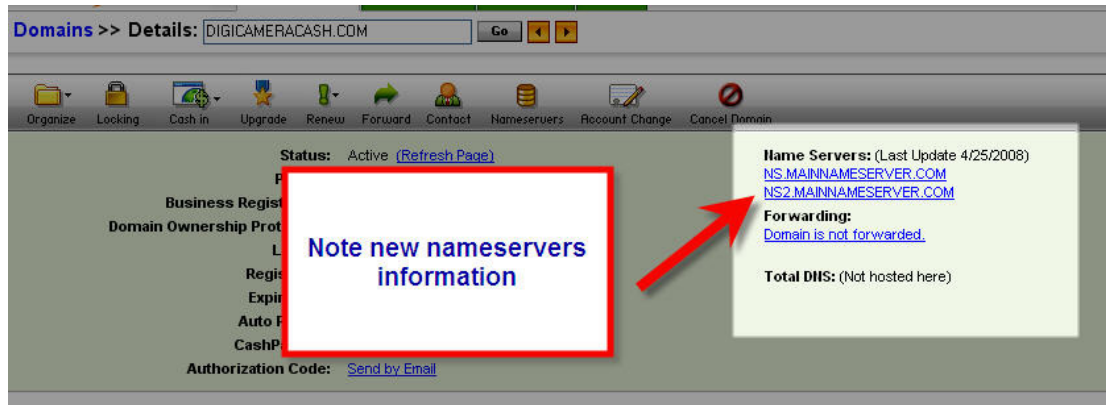 Domains >> Details: DIGICAMERACASH.COM Go
Organize Locking Cash in Upgrade Renew Forward Contact Nameservers Account Change Cancel Domain
Status: Active (Refresh Page)
Business Regist
Domain Ownership Prot
Regis
Expir
Auto
Authorization Code: Send by Email
Note new nameservers
information
Name Servers: (Last Update 4/25/2008)
NS.MAINNAMESERVER.COM
NS2.MAINNAMESERVER.COM
Forwarding:
Domain is not forwarded.
Total DNS: (Not hosted here)